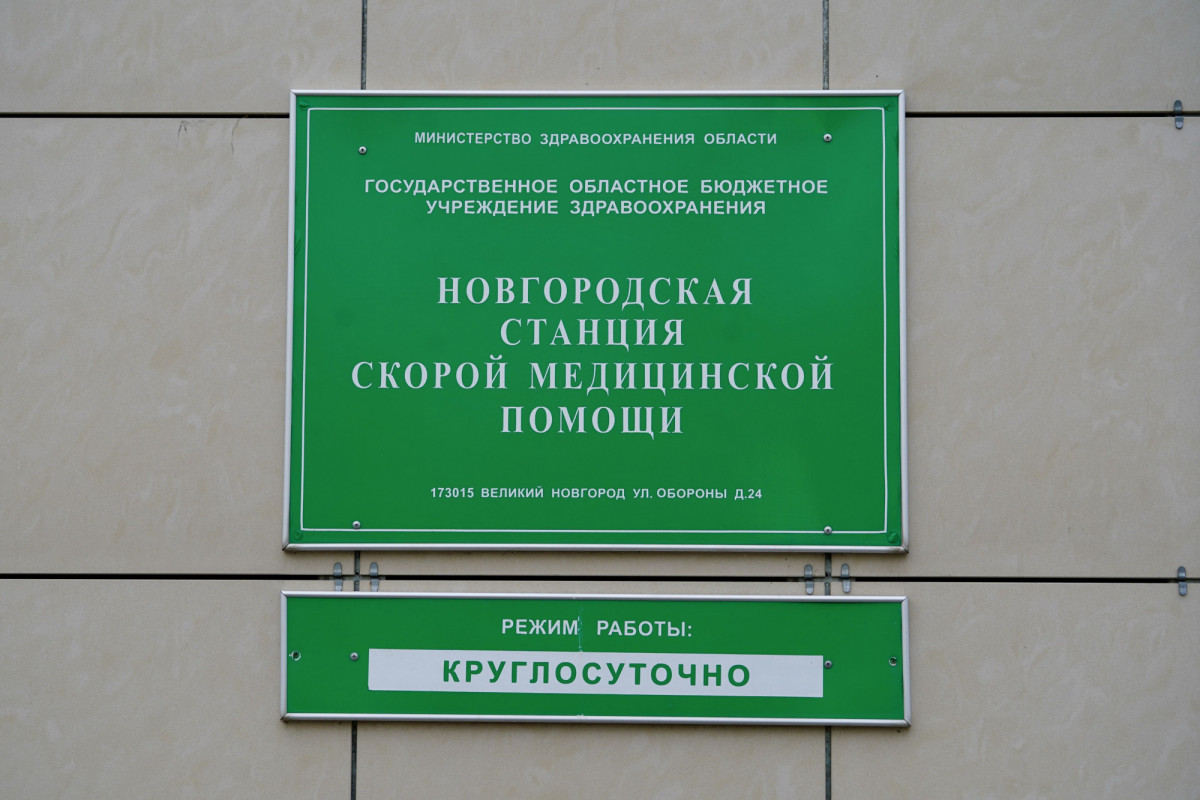 МИНИСТЕРСТВО ЗДРАВООХРАНЕНИЯ ОБЛАСТИ
ГОСУДАРСТВЕННОЕ ОБЛАСТНОЕ БЮДЖЕТНОЕ
УЧРЕЖДЕНИЕ ЗДРАВООХРАНЕНИЯ
НОВГОРОДСКАЯ
СТАНЦИЯ
СКОРОЙ МЕДИЦИНСКОЙ
ПОМОЩИ
173015 ВЕЛИКИЙ НОВГОРОД УЛ. ОБОРОНЫ Д.24
РЕЖИМ РАБОТЫ:
КРУГЛОСУТОЧНО